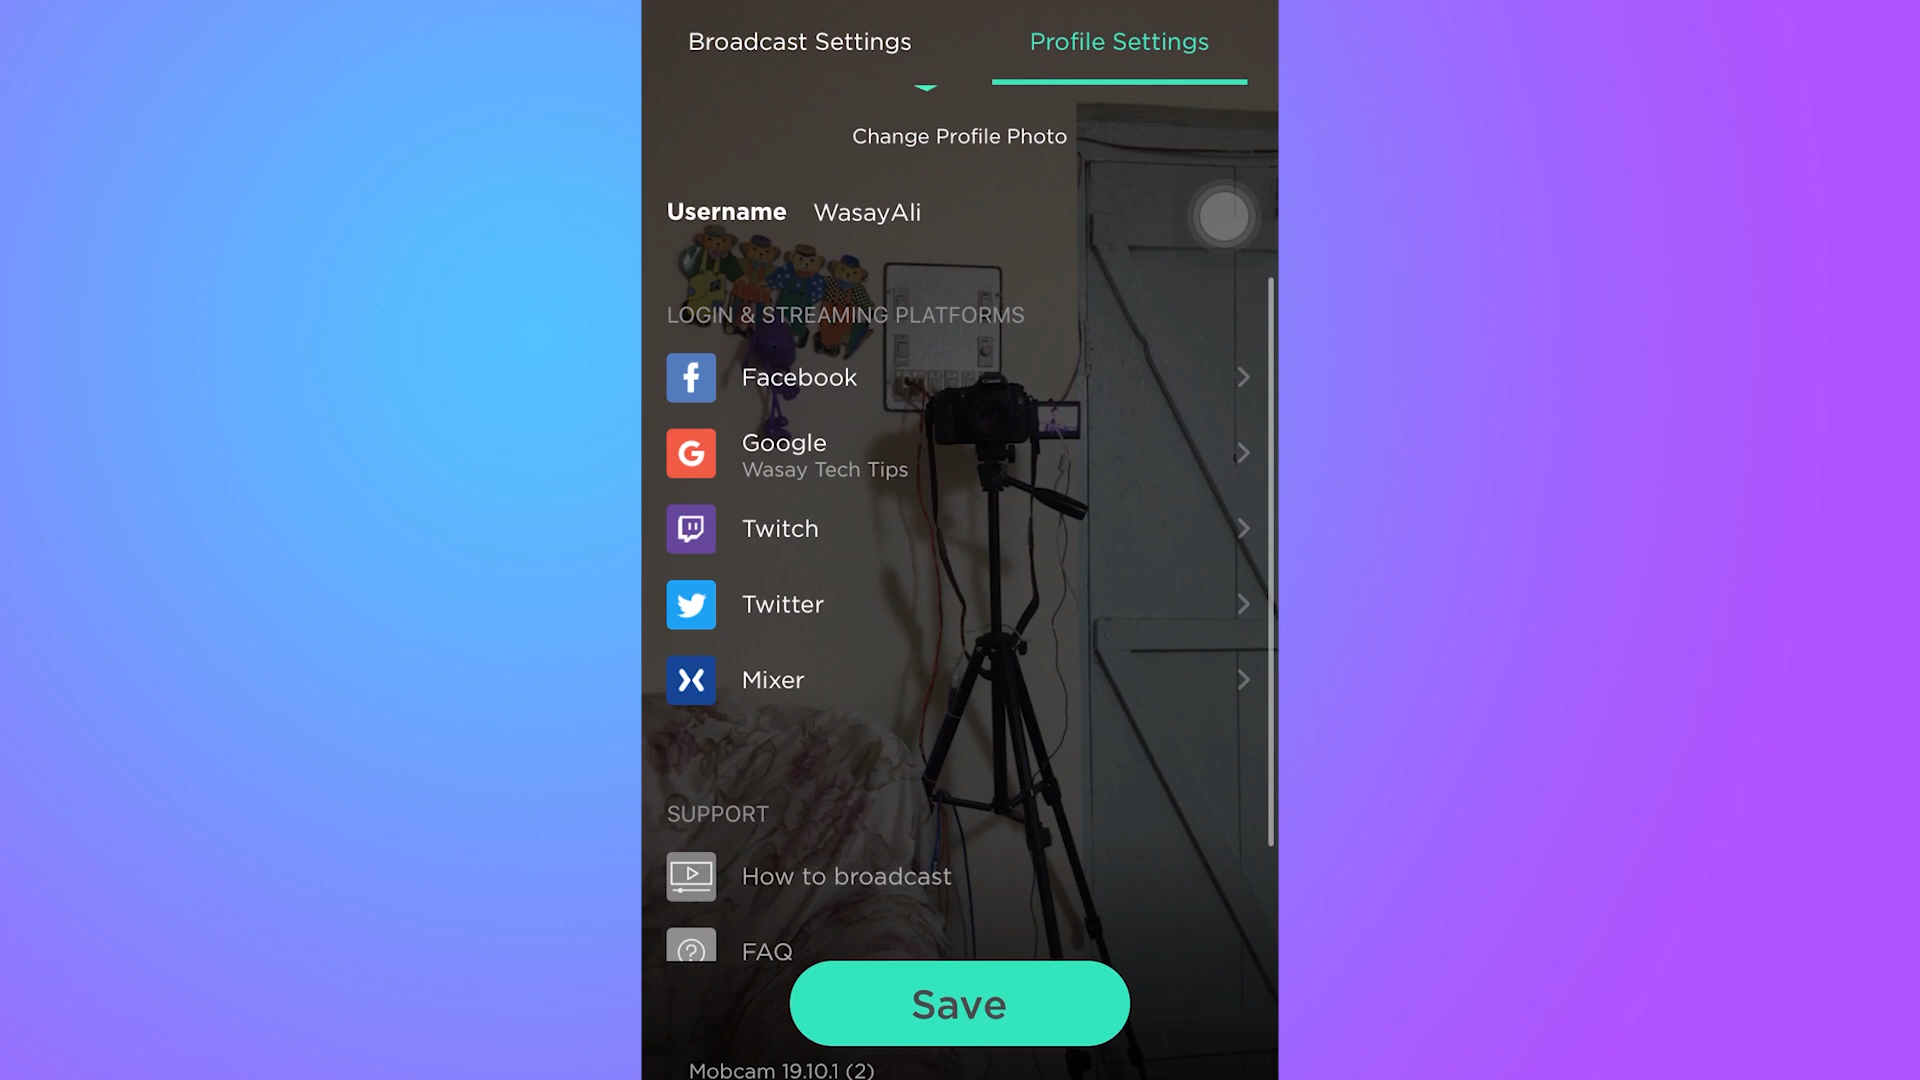 Broadcast Settings
Profile Settings
Change Profile Photo
Username WasayAli
LOGIN & STREAMING PLATFORMS
Facebook
Google
Wasay Tech Tips
Twitch
Twitter
Mixer
SUPPORT
How to broadcast
FAQ
Save
Mobcam 19.10.1 (2)